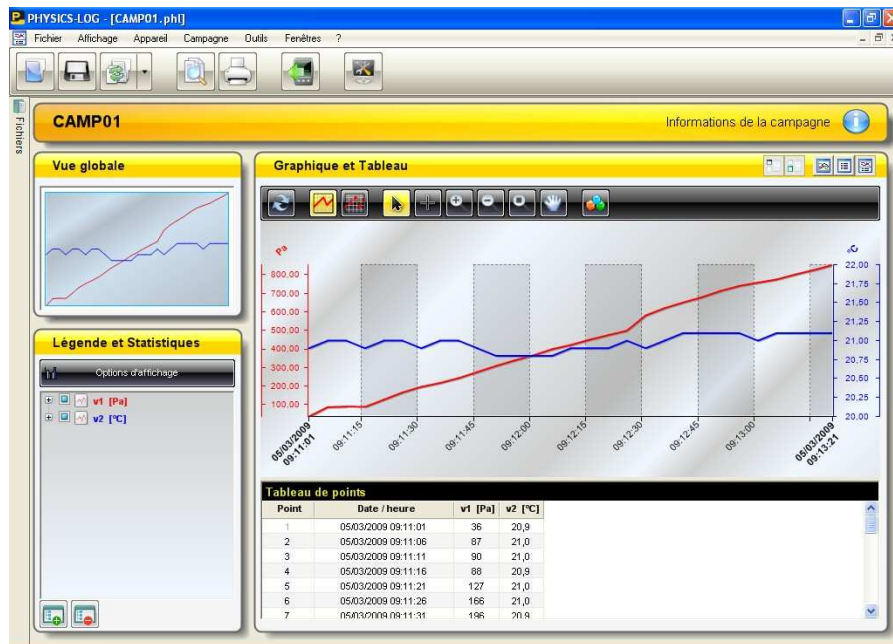 PHYSICS-LOG - [CAMP01.phl]
Fichier Affichage Appareil Campagne Outils Fenêtres ?
Fichiers
CAMP01
Informations de la campagne
Vue globale
Légende et Statistiques
Options d'affichage
v1 [Pa]
v2 [°C]
Graphique et Tableau
Pa
°C
800,00
700,00
600,00
500,00
400,00
300,00
200,00
100,00
22,00
21,75
21,50
21,25
21,00
20,75
20,50
20,25
20,00
05/03/2009
09:11:01
09:11:15
09:11:30
09:11:45
09:12:00
09:12:15
09:12:30
09:12:45
09:13:00
05/03/2009
09:13:21
Tableau de points
Point Date / heure v1 [Pa] v2 [°C]
1 05/03/2009 09:11:01 36 20,9
2 05/03/2009 09:11:06 87 21,0
3 05/03/2009 09:11:11 90 21,0
4 05/03/2009 09:11:16 88 20,9
5 05/03/2009 09:11:21 127 21,0
6 05/03/2009 09:11:26 166 21,0
7 05/03/2009 09:11:31 196 20,9